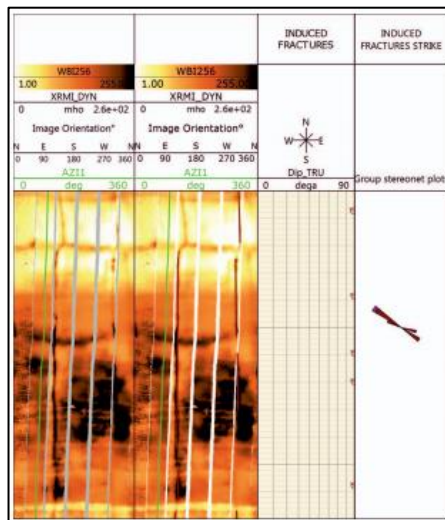 INDUCED
FRACTURES
INDUCED
FRACTURES STRIKE
WBI256
1.00 255.00
XRMI_DYN
0 mho 2.6e+02
Image Orientation°
N E S W N
0 90 180 270 360
AZI1
0 deg 360
WBI256
1.00 255.00
XRMI_DYN
0 mho 2.6e+02
Image Orientation°
N E S W N
0 90 180 270 360
AZI1
0 deg 360
N
W E
S
Dip_TRU
0 dega 90
Group stereonet plot